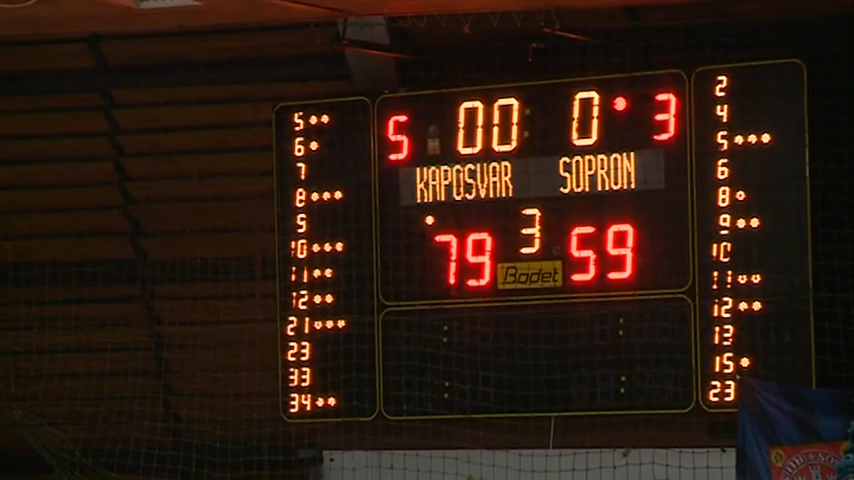 5 ** 5 00 0 • 3 2
6 * KAPOSVAR SOPRON 4
7 • 3 5 ***
8 *** 79 59 6
9 Bodet 8 *
10 *** 9 **
11 ** 10
12 ** 11 **
21 *** 12 **
23 13
33 15 *
34 ** 23